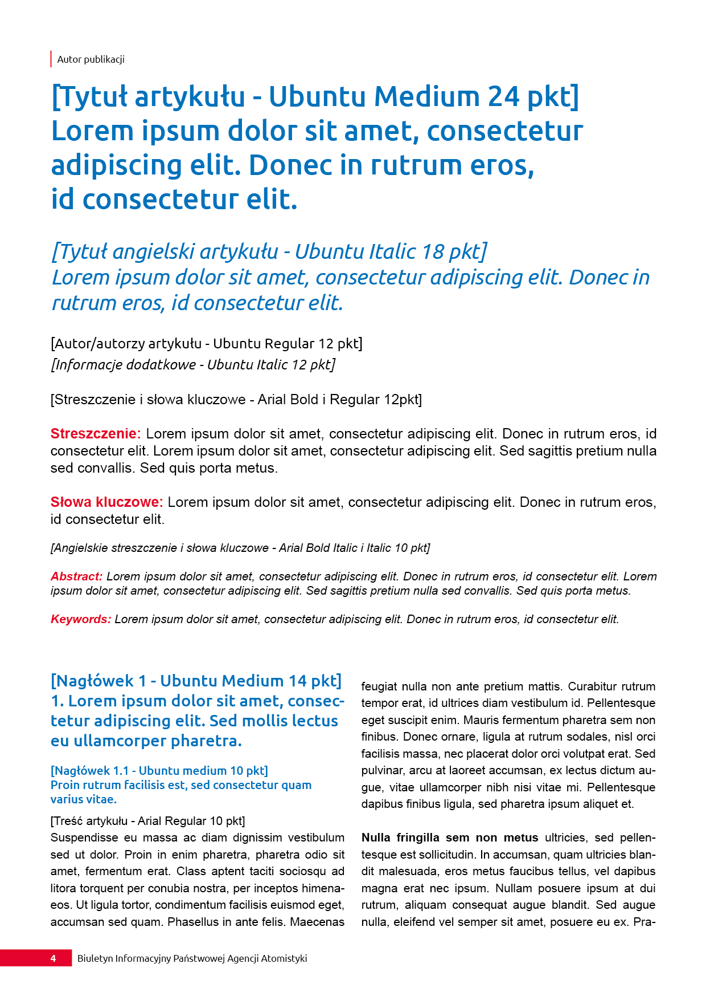 Autor publikacji
[Tytuł artykułu - Ubuntu Medium 24 pkt]
Lorem ipsum dolor sit amet, consectetur
adipiscing elit. Donec in rutrum eros,
id consectetur elit.
[Tytuł angielski artykułu - Ubuntu Italic 18 pkt]
Lorem ipsum dolor sit amet, consectetur adipiscing elit. Donec in
rutrum eros, id consectetur elit.
[Autor/autorzy artykułu - Ubuntu Regular 12 pkt]
[Informacje dodatkowe - Ubuntu Italic 12 pkt]
[Streszczenie i słowa kluczowe - Arial Bold i Regular 12pkt]
Streszczenie: Lorem ipsum dolor sit amet, consectetur adipiscing elit. Donec in rutrum eros, id
consectetur elit. Lorem ipsum dolor sit amet, consectetur adipiscing elit. Sed sagittis pretium nulla
sed convallis. Sed quis porta metus.
Słowa kluczowe: Lorem ipsum dolor sit amet, consectetur adipiscing elit. Donec in rutrum eros,
id consectetur elit.
[Angielskie streszczenie i słowa kluczowe - Arial Bold Italic i Italic 10 pkt]
Abstract: Lorem ipsum dolor sit amet, consectetur adipiscing elit. Donec in rutrum eros, id consectetur elit. Lorem
ipsum dolor sit amet, consectetur adipiscing elit. Sed sagittis pretium nulla sed convallis. Sed quis porta metus.
Keywords: Lorem ipsum dolor sit amet, consectetur adipiscing elit. Donec in rutrum eros, id consectetur elit.
[Nagłówek 1 - Ubuntu Medium 14 pkt]
1. Lorem ipsum dolor sit amet, consec-
tetur adipiscing elit. Sed mollis lectus
eu ullamcorper pharetra.
[Nagłówek 1.1 - Ubuntu medium 10 pkt]
Proin rutrum facilisis est, sed consectetur quam
varius vitae.
[Treść artykułu - Arial Regular 10 pkt]
Suspendisse eu massa ac diam dignissim vestibulum
sed ut dolor. Proin in enim pharetra, pharetra odio sit
amet, fermentum erat. Class aptent taciti sociosqu ad
litora torquent per conubia nostra, per inceptos himena-
eos. Ut ligula tortor, condimentum facilisis euismod eget,
accumsan sed quam. Phasellus in ante felis. Maecenas
feugiat nulla non ante pretium mattis. Curabitur rutrum
tempor erat, id ultrices diam vestibulum id. Pellentesque
eget suscipit enim. Mauris fermentum pharetra sem non
finibus. Donec ornare, ligula at rutrum sodales, nisl orci
facilisis massa, nec placerat dolor orci volutpat erat. Sed
pulvinar, arcu at laoreet accumsan, ex lectus dictum au-
gue, vitae ullamcorper nibh nisi vitae mi. Pellentesque
dapibus finibus ligula, sed pharetra ipsum aliquet et.
Nulla fringilla sem non metus ultricies, sed pellen-
tesque est sollicitudin. In accumsan, quam ultricies blan-
dit malesuada, eros metus faucibus tellus, vel dapibus
magna erat nec ipsum. Nullam posuere ipsum at dui
rutrum, aliquam consequat augue blandit. Sed augue
nulla, eleifend vel semper sit amet, posuere eu ex. Pra-
4 Biuletyn Informacyjny Państwowej Agencji Atomistyki